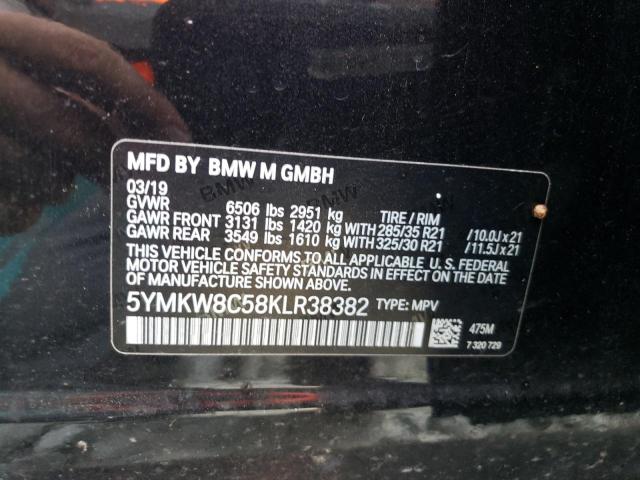 MFD BY BMW M GMBH
03/19
GVWR 6506 lbs 2951 kg TIRE / RIM
GAWR FRONT 3131 lbs 1420 kg WITH 285/35 R21 /10.0J x 21
GAWR REAR 3549 lbs 1610 kg WITH 325/30 R21 /11.5J x 21
THIS VEHICLE CONFORMS TO ALL APPLICABLE U.S. FEDERAL
MOTOR VEHICLE SAFETY STANDARDS IN EFFECT ON THE DATE
OF MANUFACTURE SHOWN ABOVE.
5YMKW8C58KLR38382 TYPE: MPV
475M
7 320 729